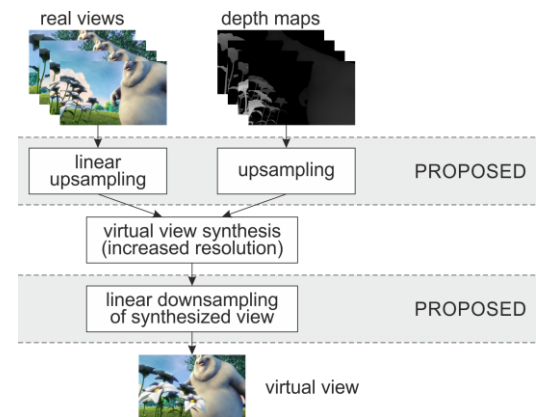 real views
depth maps
linear
upsampling
upsampling
PROPOSED
virtual view synthesis
(increased resolution)
linear downsampling
of synthesized view
PROPOSED
virtual view